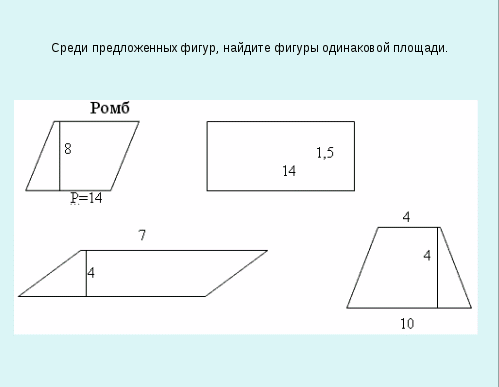 Среди предложенных фигур, найдите фигуры одинаковой площади.
Ромб
8
P=14
1,5
14
7
4
4
4
10